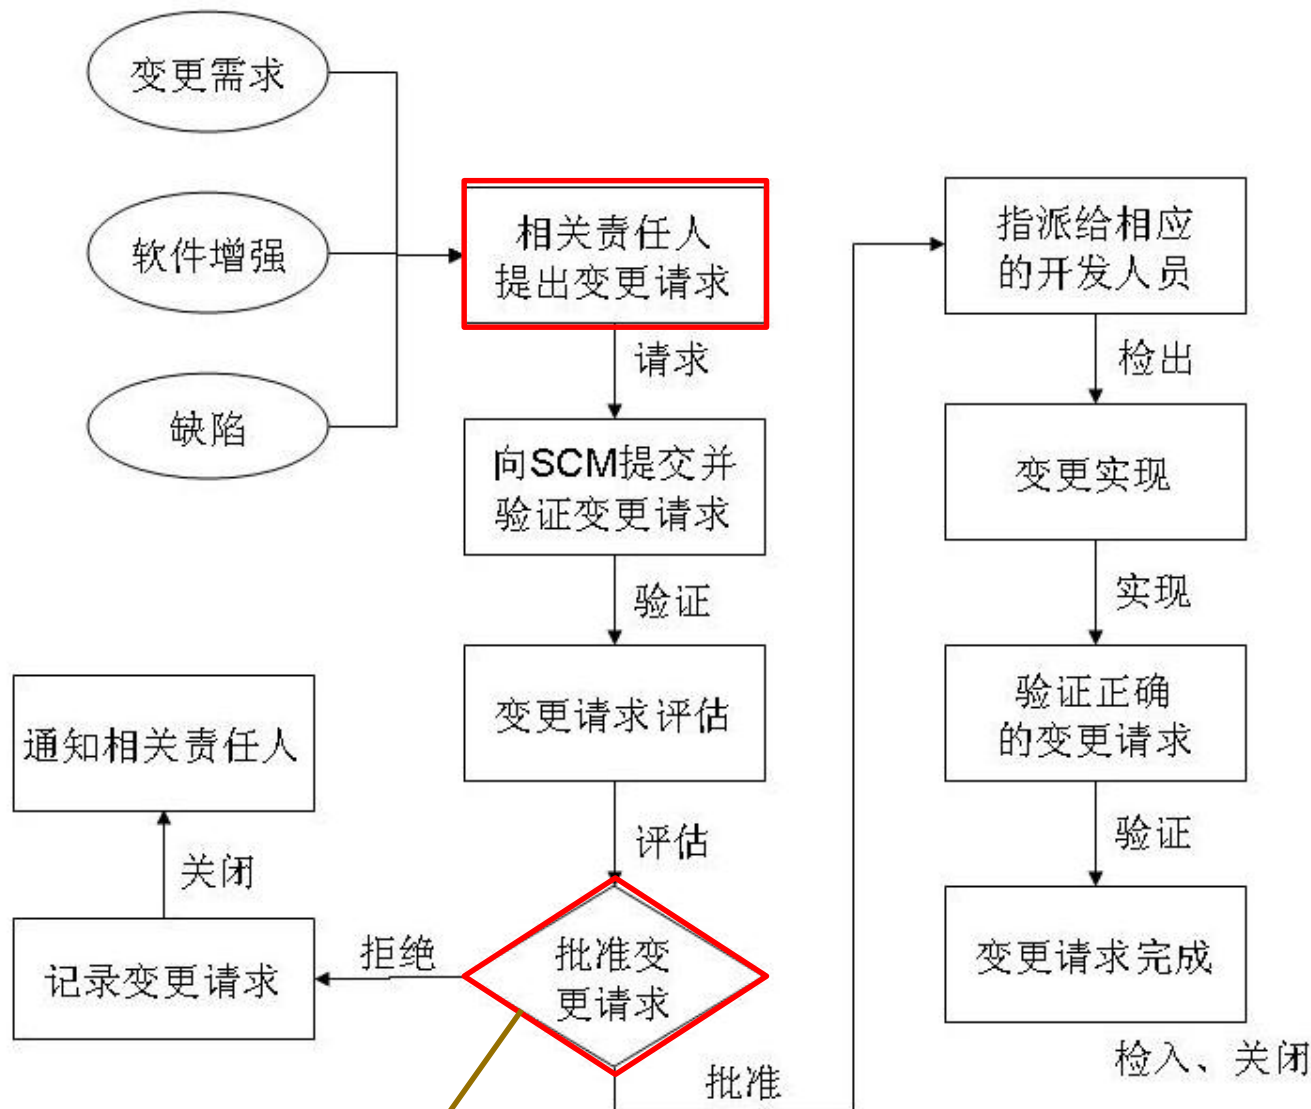 变更需求
软件增强
缺陷
相关责任人
提出变更请求
请求
向SCM提交并
验证变更请求
验证
变更请求评估
评估
批准变
更请求
拒绝
记录变更请求
关闭
通知相关责任人
批准
指派给相应
的开发人员
检出
变更实现
实现
验证正确
的变更请求
验证
变更请求完成
检入、关闭